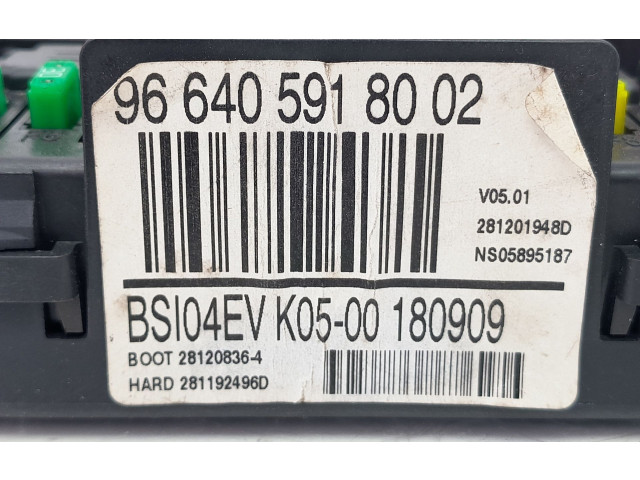 96 640 591 80 02
V05.01
281201948D
NS05895187
BSI04EV K05-00 180909
BOOT 28120836-4
HARD 281192496D